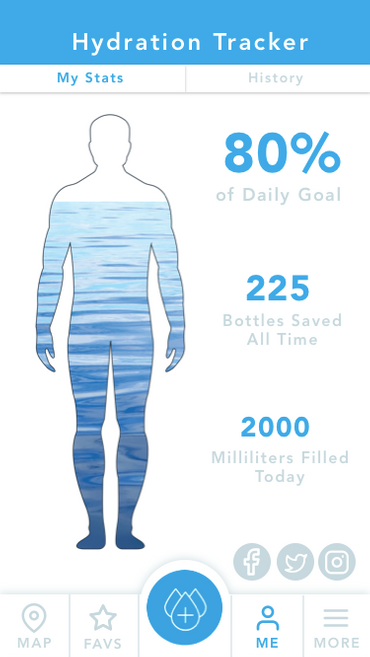 Hydration Tracker
My Stats
History
80%
of Daily Goal
225
Bottles Saved
All Time
2000
Milliliters Filled
Today
MAP
FAVS
ME
MORE